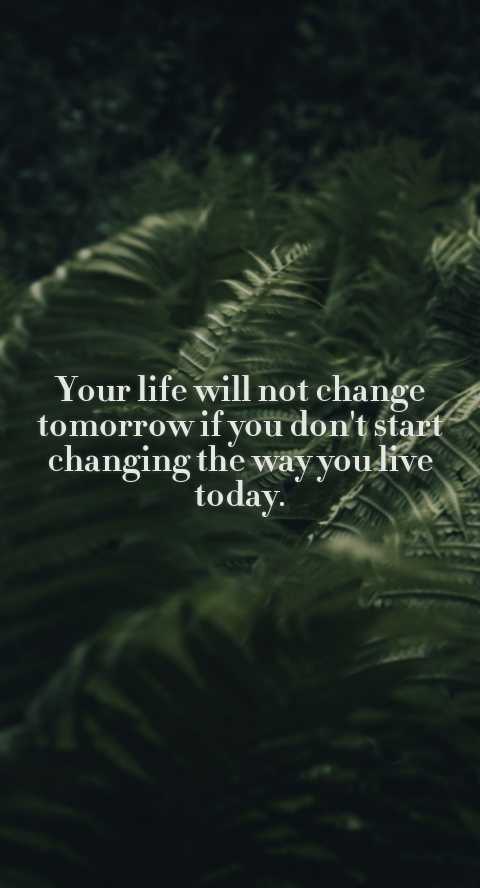 Your life will not change
tomorrow if you don't start
changing the way you live
today.